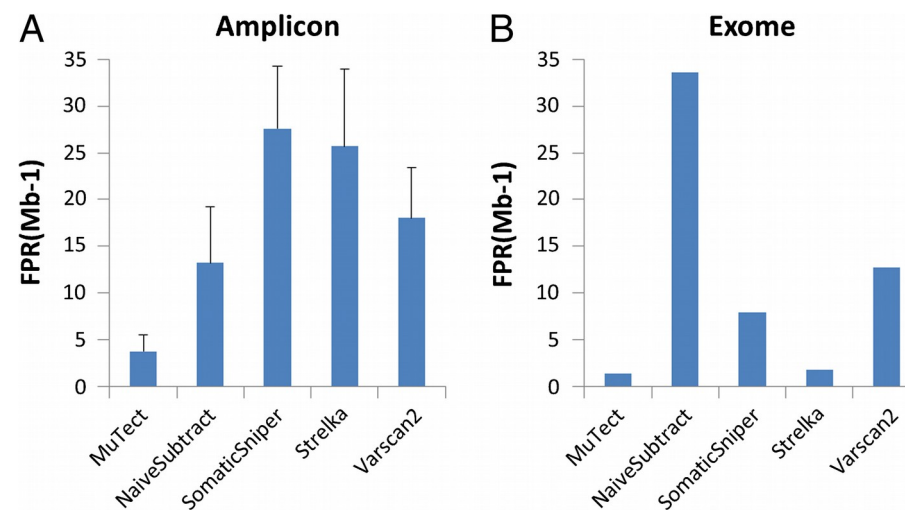 A
Amplicon
FPR(Mb-1)
35
30
25
20
15
10
5
0
MuTect
NaiveSubtract
SomaticSniper
Strelka
Varscan2
B
Exome
FPR(Mb-1)
35
30
25
20
15
10
5
0
MuTect
NaiveSubtract
SomaticSniper
Strelka
Varscan2